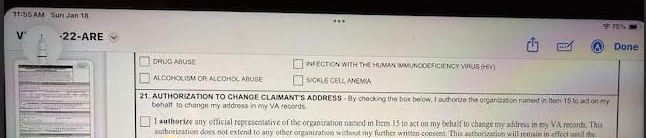 11:55 AM Sun Jan 18
75%
-22-ARE
Done
DRUG ABUSE
INFECTION WITH THE HUMAN IMMUNODEFICIENCY VIRUS (HIV)
ALCOHOLISM OR ALCOHOL ABUSE
SICKLE CELL ANEMIA
21. AUTHORIZATION TO CHANGE CLAIMANT'S ADDRESS - By checking the box below, I authorize the organization named in Item 15 to act on my
behalf to change my address in my VA records.
I authorize any official representative of the organization named in Item 15 to act on my behalf to change my address in my VA records. This
authorization does not extend to any other organization without my further written consent. This authorization will remain in effect until the